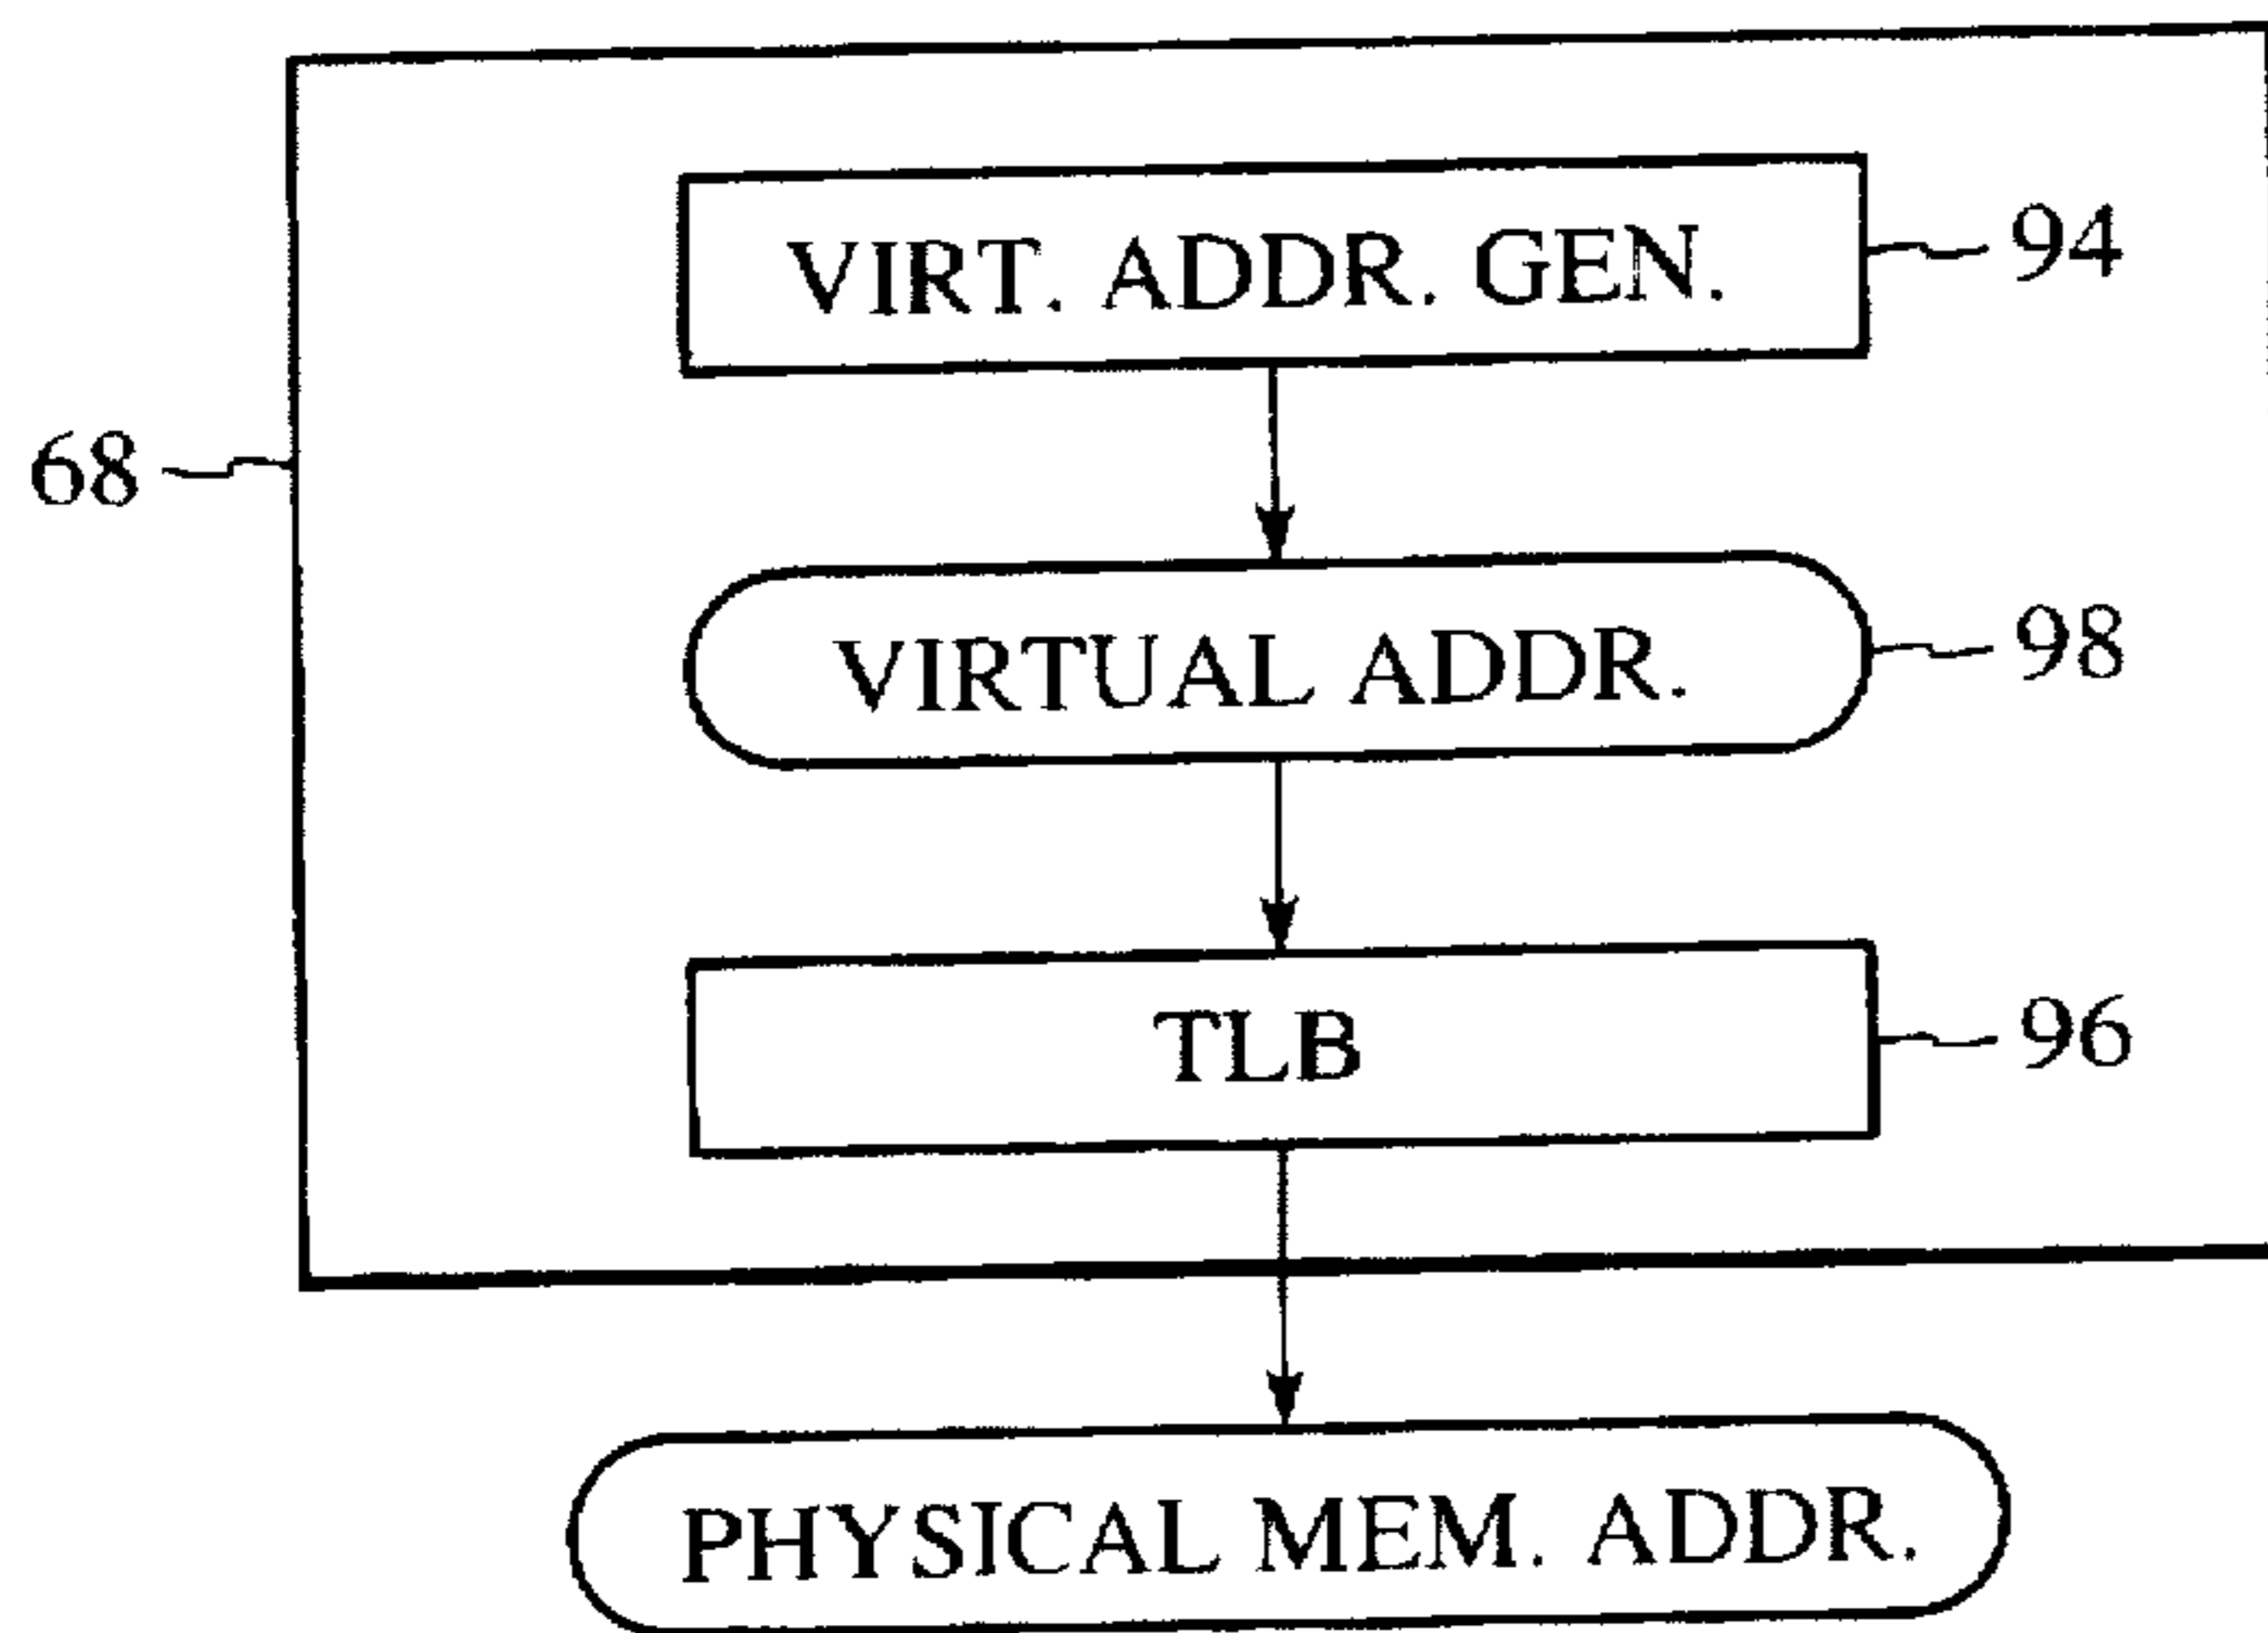 VIRT. ADDR. GEN.
94
68
VIRTUAL ADDR.
98
TLB
96
PHYSICAL MEM. ADDR.